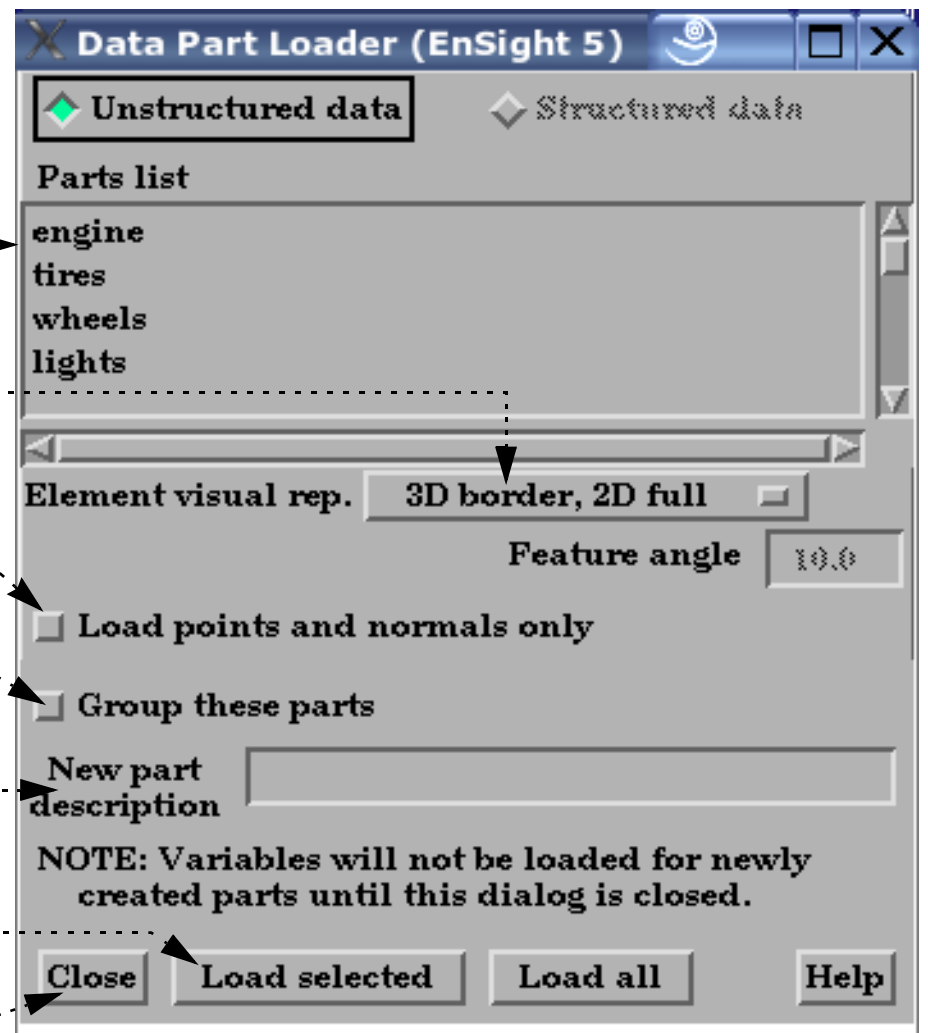 Data Part Loader (EnSight 5)
Unstructured data
Structured data
Parts list
engine
tires
wheels
lights
Element visual rep. 3D border, 2D full
Feature angle 10.0
Load points and normals only
Group these parts
New part
description
NOTE: Variables will not be loaded for newly
created parts until this dialog is closed.
Close Load selected Load all Help